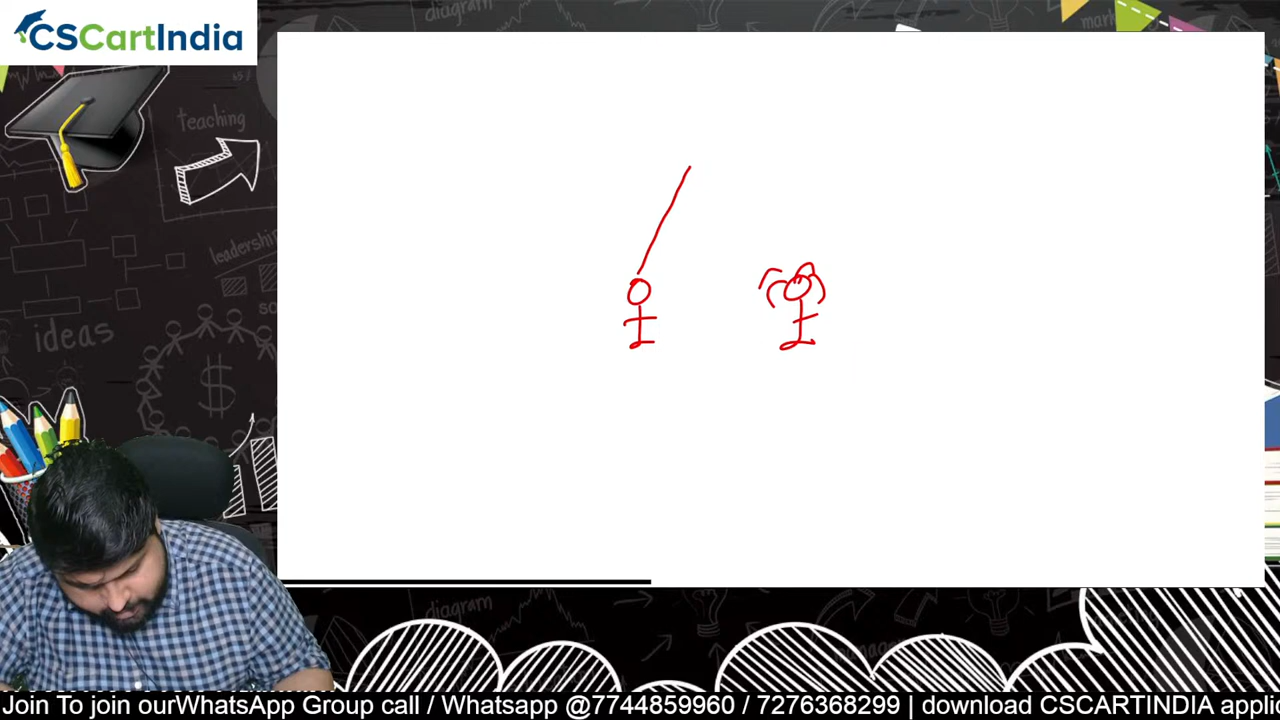 CSCartIndia
diagram
teaching
leadership
ideas
$
diagram
Join To join ourWhatsApp Group call / Whatsapp @7744859960 / 7276368299 | download CSCARTINDIA applic